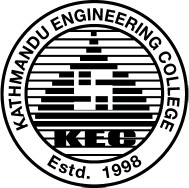 KATHMANDU ENGINEERING COLLEGE
KEC
Estd. 1998